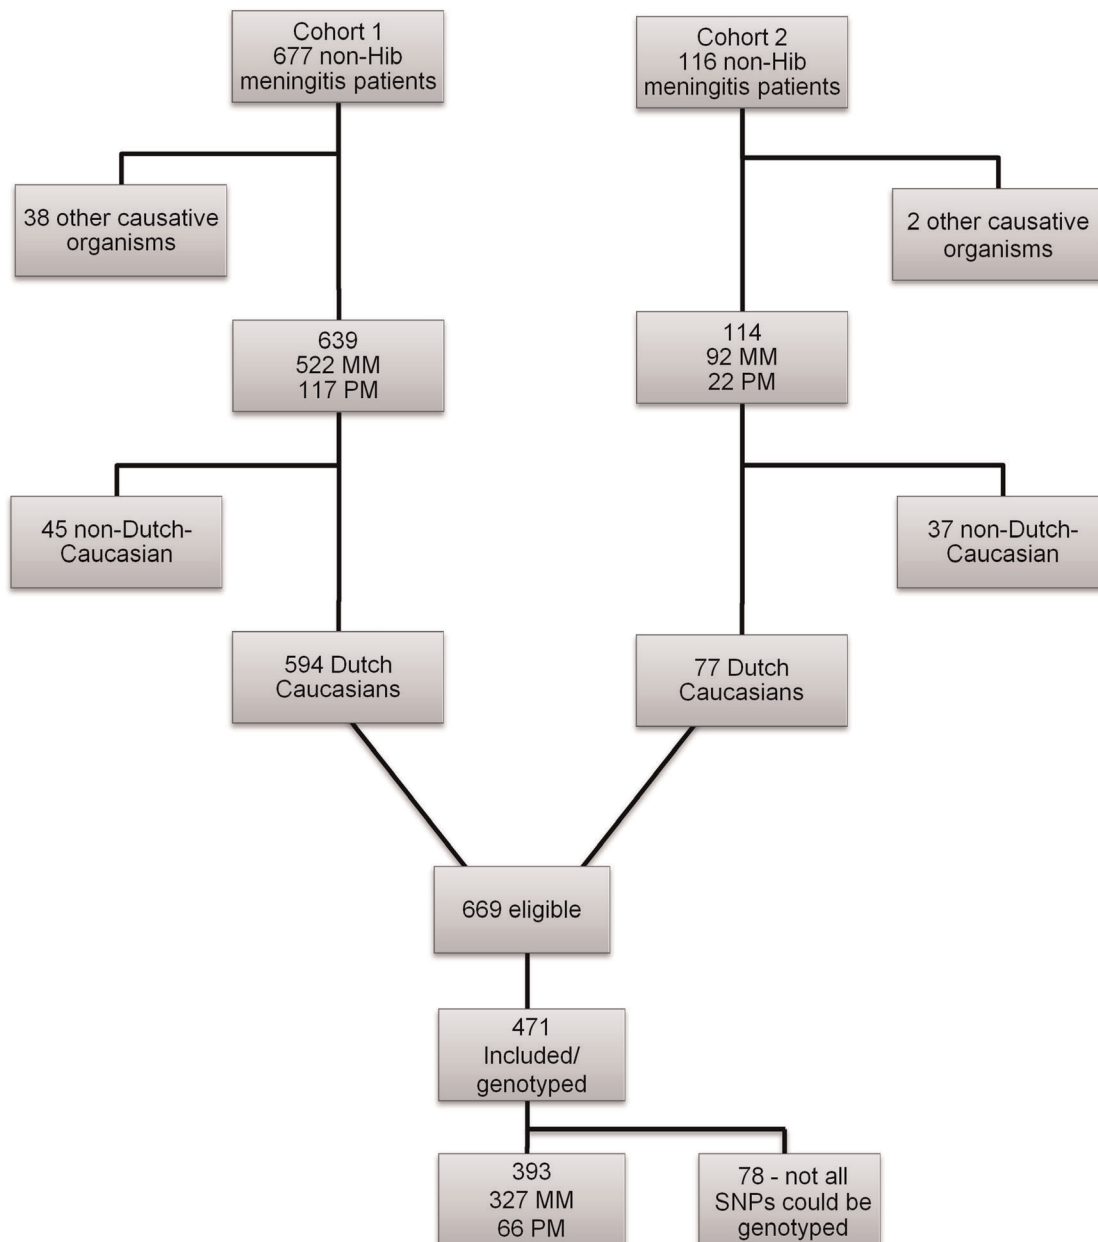 Cohort 1
677 non-Hib
meningitis patients
Cohort 2
116 non-Hib
meningitis patients
38 other causative
organisms
2 other causative
organisms
639
522 MM
117 PM
114
92 MM
22 PM
45 non-Dutch-
Caucasian
37 non-Dutch-
Caucasian
594 Dutch
Caucasians
77 Dutch
Caucasians
669 eligible
471
Included/
genotyped
393
327 MM
66 PM
78 - not all
SNPs could be
genotyped